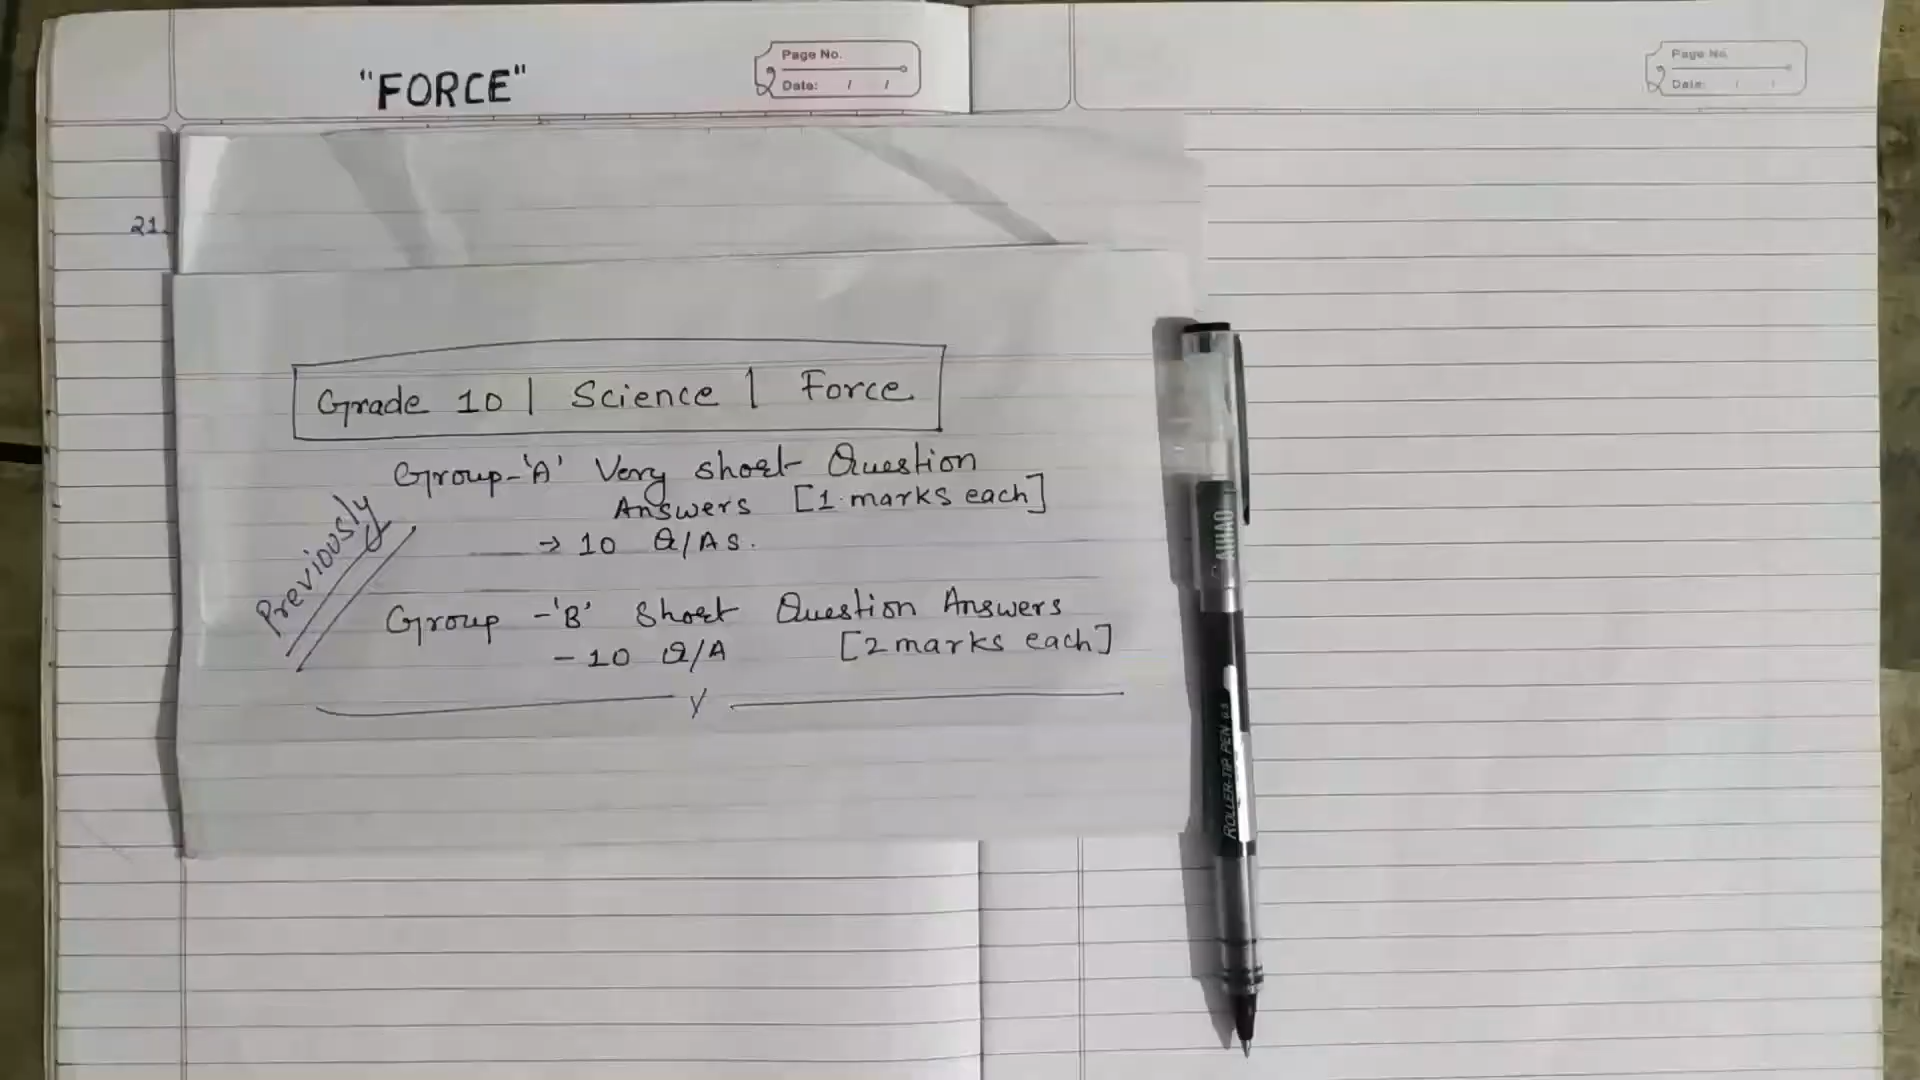 "FORCE"
Page No.
Date: / /
Page No.
Date: / /
21.
Grade 10 | Science | Force
Group-'A' Very short Question
Answers [1 marks each]
→ 10 Q/As.
Previously
Group -'B' Short Question Answers
- 10 Q/A [2 marks each]
AIHAO
ROLLER-TIP PEN